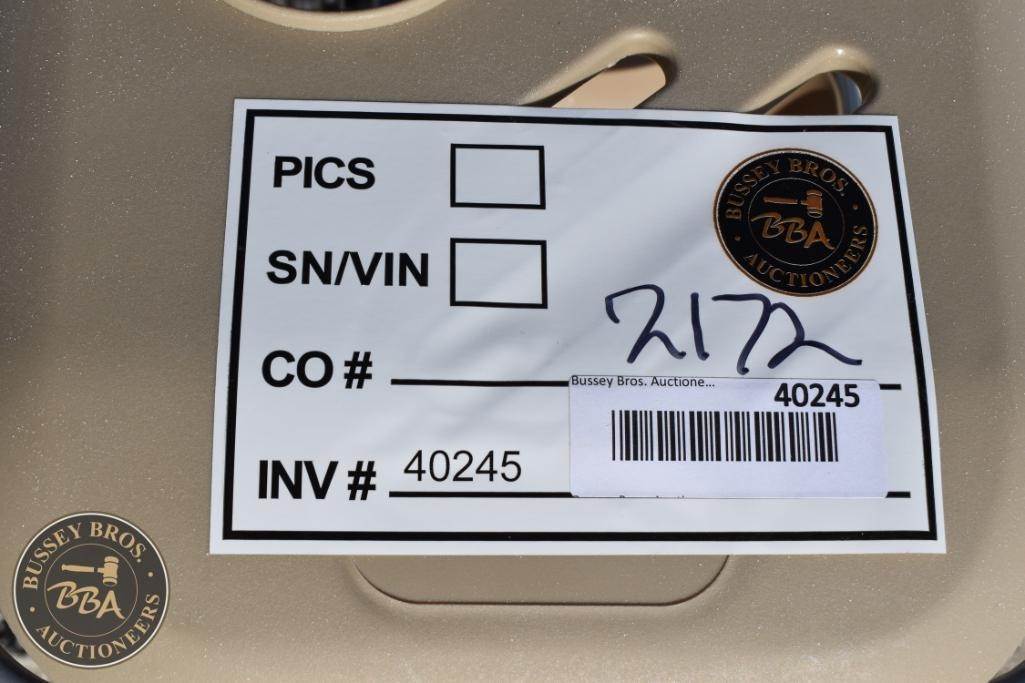 PICS
BUSSEY BROS.
BBA
AUCTIONEERS
SN/VIN
2172
CO #
Bussey Bros. Auctione...
40245
INV # 40245
BUSSEY BROS.
BBA
AUCTIONEERS